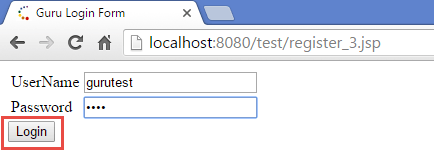 Guru Login Form
localhost:8080/test/register_3.jsp
UserName gurutest
Password ••••
Login